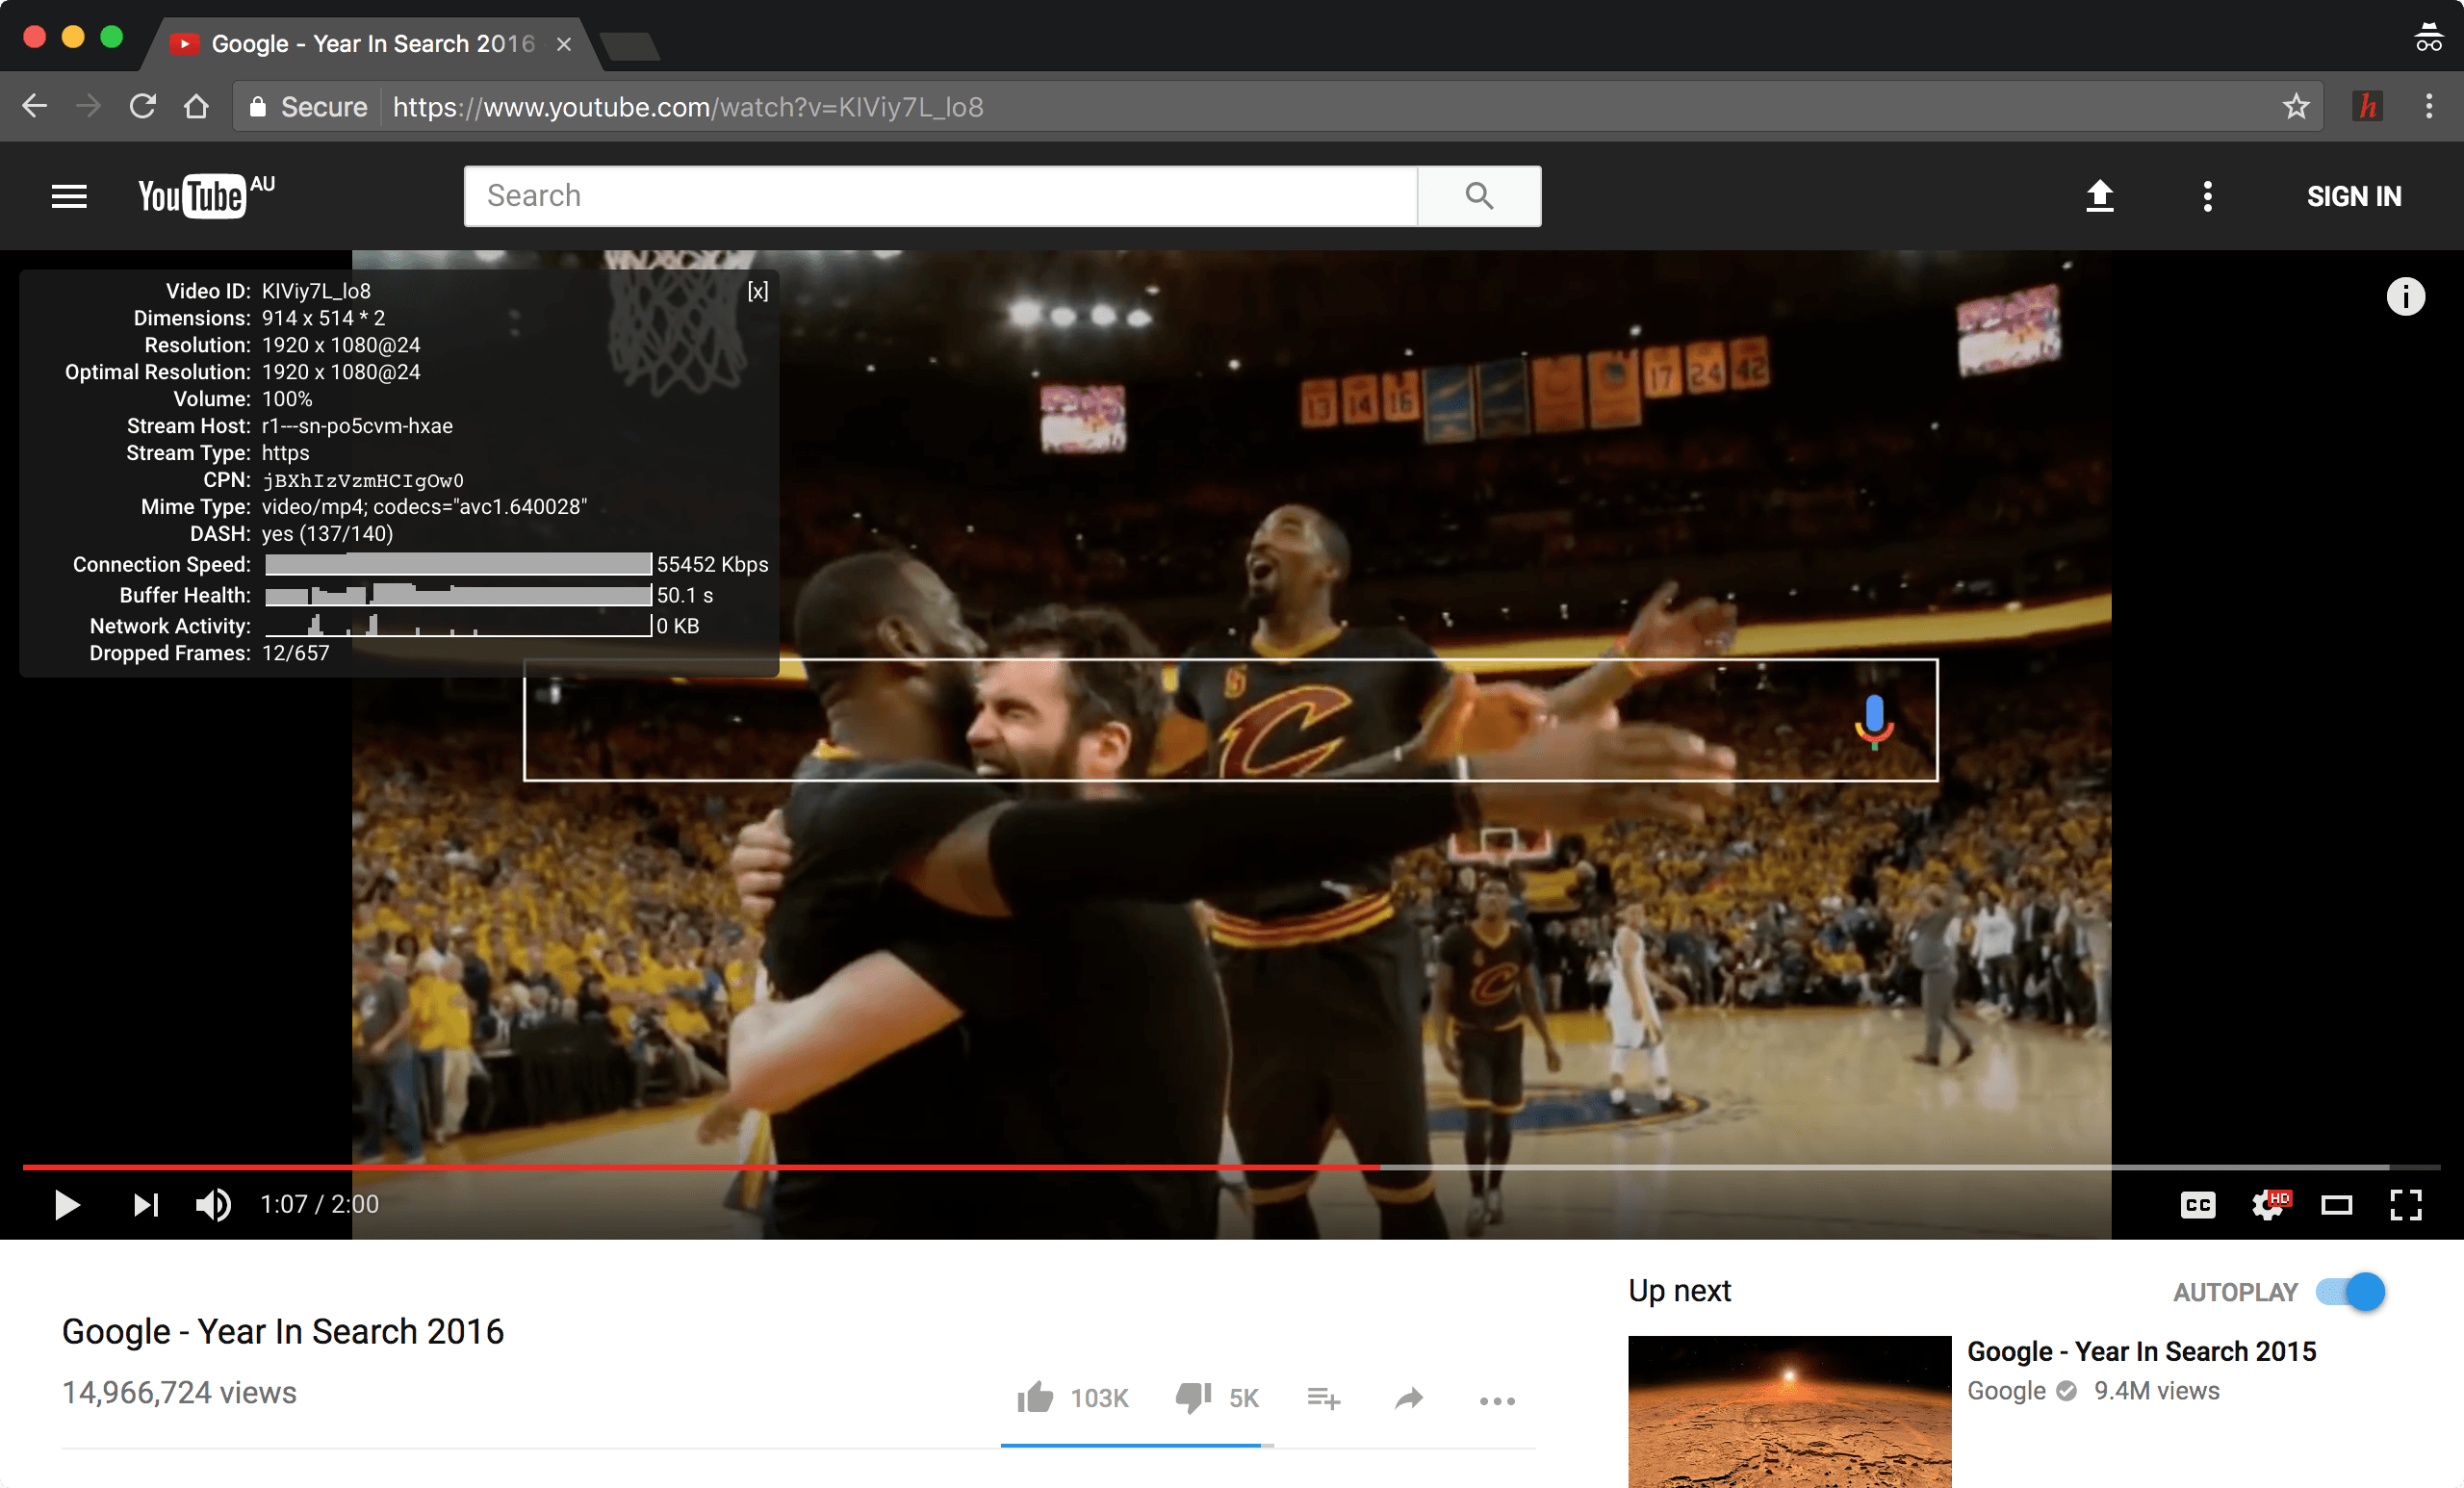 Google - Year In Search 2016
Secure https://www.youtube.com/watch?v=KIViy7L_lo8
h
YouTube AU
Search
SIGN IN
Video ID: KIViy7L_lo8 [x]
Dimensions: 914 x 514 * 2
Resolution: 1920 x 1080@24
Optimal Resolution: 1920 x 1080@24
Volume: 100%
Stream Host: r1---sn-po5cvm-hxae
Stream Type: https
CPN: jBXhIzVzmHCIgOw0
Mime Type: video/mp4; codecs="avc1.640028"
DASH: yes (137/140)
Connection Speed: 55452 Kbps
Buffer Health: 50.1 s
Network Activity: 0 KB
Dropped Frames: 12/657
13 14 16 17 24 42
C
C
1:07 / 2:00
CC HD
Up next
AUTOPLAY
Google - Year In Search 2016
14,966,724 views
103K 5K
Google - Year In Search 2015
Google 9.4M views